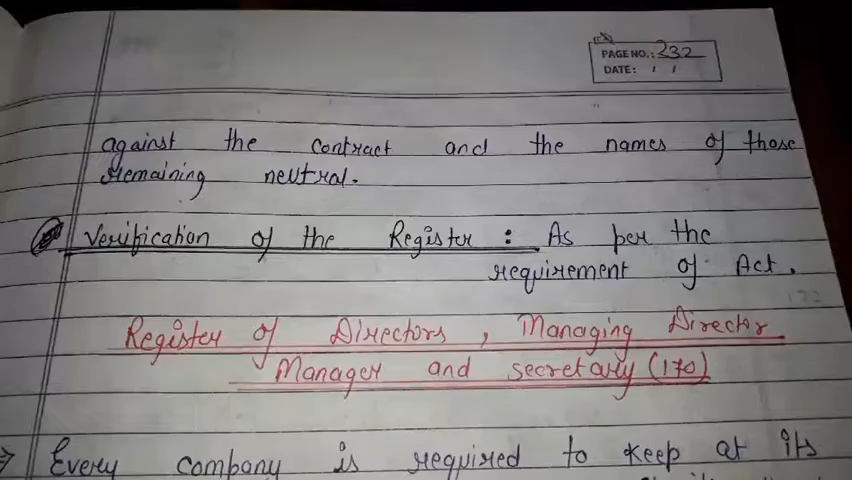 PAGE NO.: 232
DATE: / /
against the contract and the names of those
remaining neutral.
Verification of the Register : As per the
requirement of Act.
Register of Directors, Managing Director
Manager and secretary (170)
⇒ Every company is required to keep at its